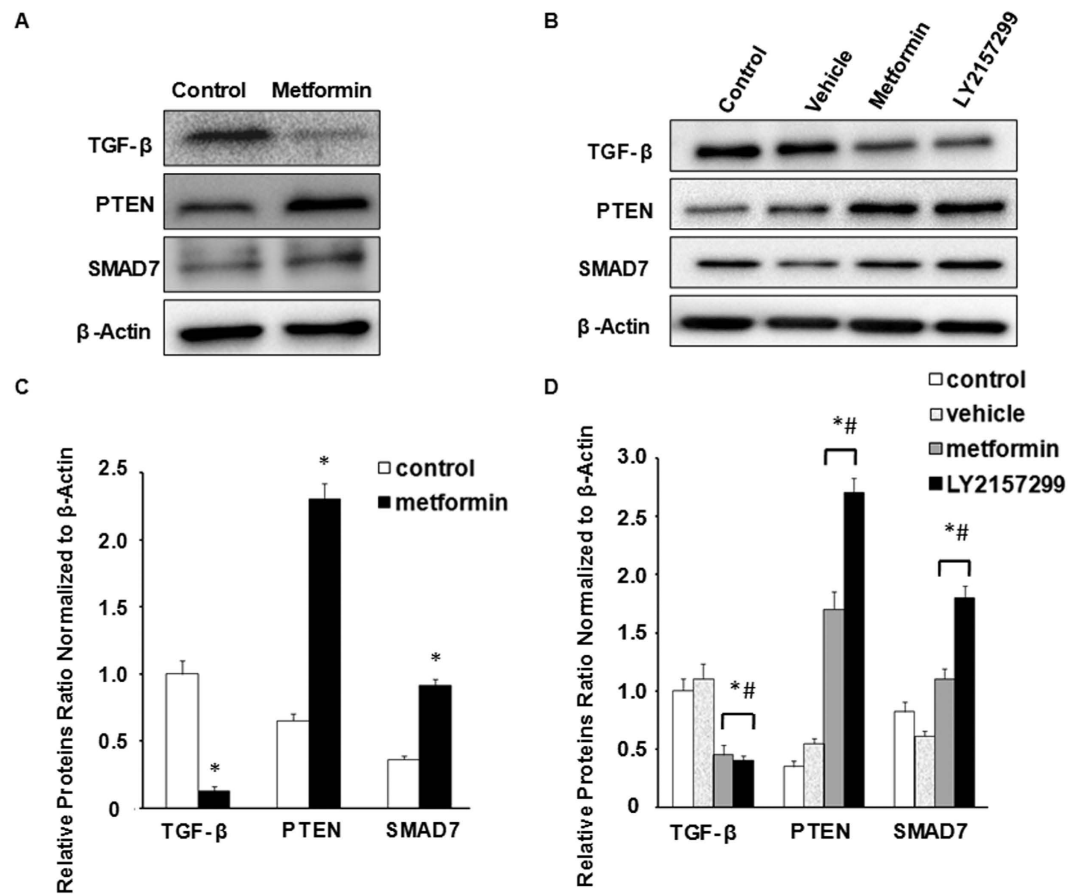 A
Control Metformin
TGF-β
PTEN
SMAD7
β-Actin
B
Control Vehicle Metformin LY2157299
TGF-β
PTEN
SMAD7
β-Actin
C
Relative Proteins Ratio Normalized to β-Actin
2.5
2.0
1.5
1.0
0.5
0
control
metformin
*
*
*
TGF-β PTEN SMAD7
D
Relative Proteins Ratio Normalized to β-Actin
3.0
2.5
2.0
1.5
1.0
0.5
0
control
vehicle
metformin
LY2157299
*#
*#
*#
TGF-β PTEN SMAD7